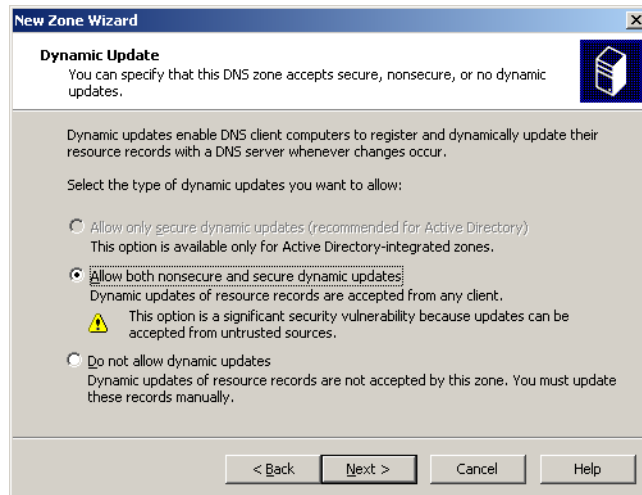 New Zone Wizard
Dynamic Update
You can specify that this DNS zone accepts secure, nonsecure, or no dynamic
updates.
Dynamic updates enable DNS client computers to register and dynamically update their
resource records with a DNS server whenever changes occur.
Select the type of dynamic updates you want to allow:
Allow only secure dynamic updates (recommended for Active Directory)
This option is available only for Active Directory-integrated zones.
Allow both nonsecure and secure dynamic updates
Dynamic updates of resource records are accepted from any client.
This option is a significant security vulnerability because updates can be
accepted from untrusted sources.
Do not allow dynamic updates
Dynamic updates of resource records are not accepted by this zone. You must update
these records manually.
< Back Next > Cancel Help